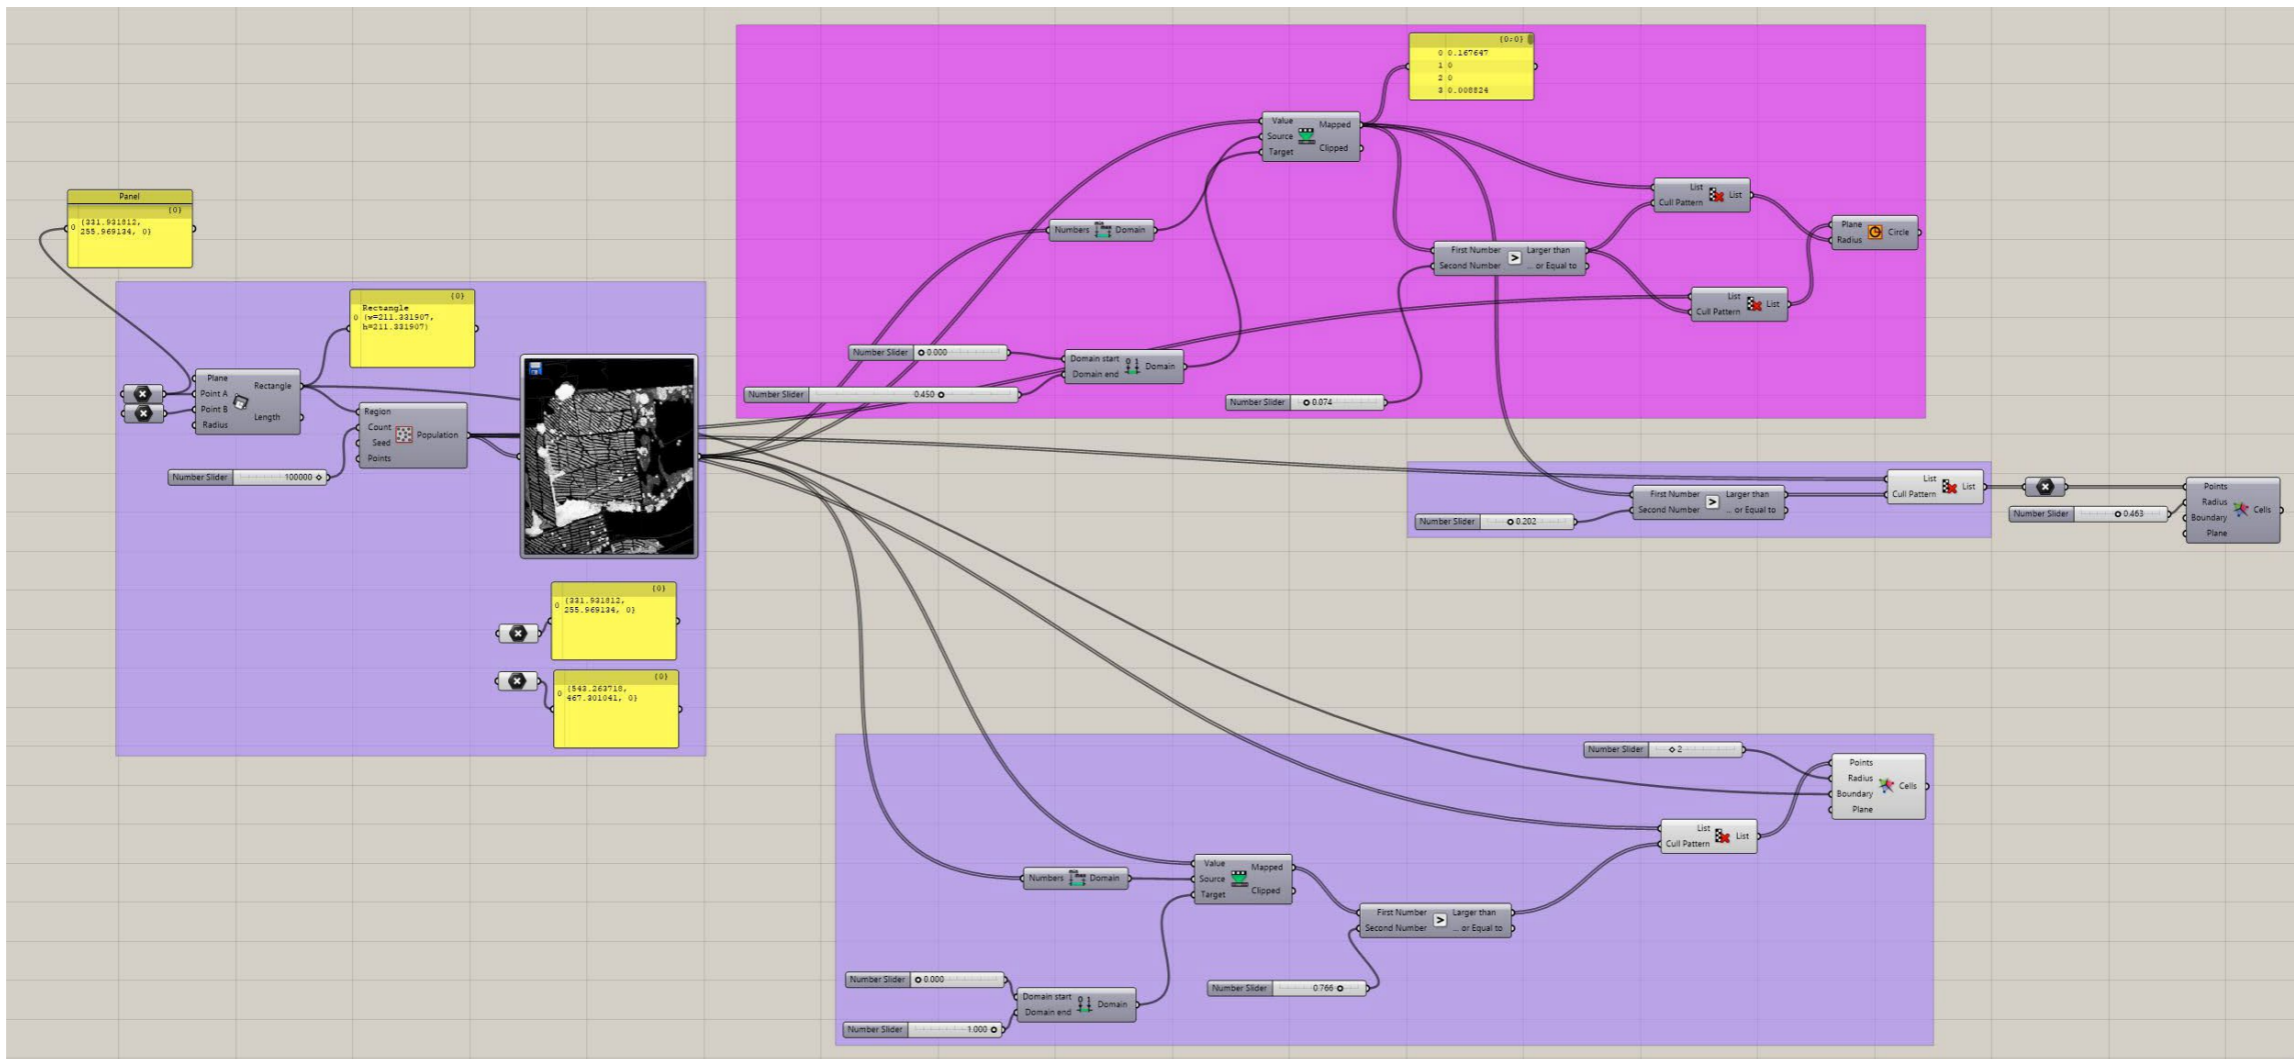 {0;0}
0 0.167647
1 0
2 0
3 0.008824
Value
Source
Target
Mapped
Clipped
Panel
{0}
0 {331.931812,
255.969134, 0}
List
Cull Pattern
List
Numbers
Domain
Plane
Radius
Circle
First Number
Second Number
Larger than
... or Equal to
{0}
0 Rectangle
(w=211.331907,
h=211.331907)
List
Cull Pattern
List
Number Slider
0.000
Domain start
Domain end
Domain
Number Slider
0.450
Number Slider
0.074
Plane
Point A
Point B
Radius
Rectangle
Length
Region
Count
Seed
Points
Population
Number Slider
100000
List
Cull Pattern
List
First Number
Second Number
Larger than
... or Equal to
Number Slider
0.202
Number Slider
0.463
Points
Radius
Boundary
Plane
Cells
{0}
0 {331.931812,
255.969134, 0}
{0}
0 {543.263718,
467.301041, 0}
Number Slider
2
Points
Radius
Boundary
Plane
Cells
List
Cull Pattern
List
Numbers
Domain
Value
Source
Target
Mapped
Clipped
First Number
Second Number
Larger than
... or Equal to
Number Slider
0.000
Domain start
Domain end
0 1
Domain
Number Slider
0.766
Number Slider
1.000